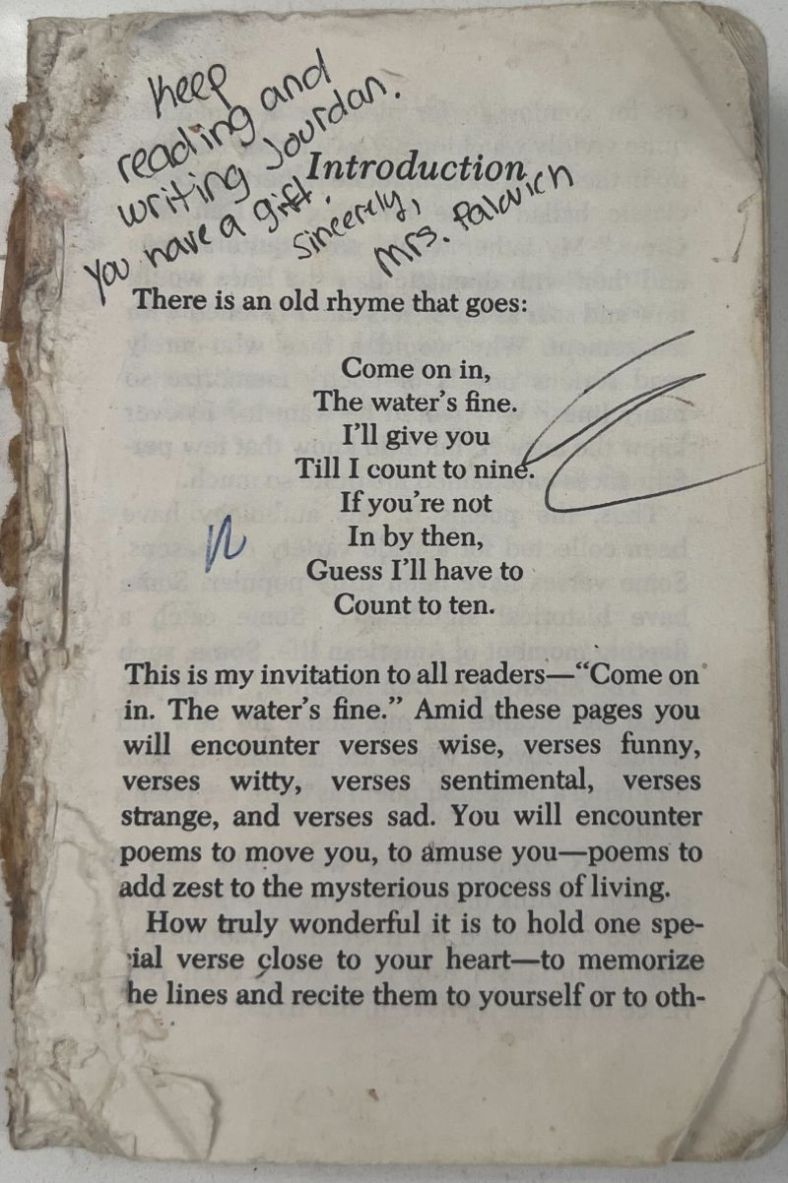 Keep
reading and
writing Jourdan.
You have a gift.
Sincerely,
Mrs. Palovich
Introduction
There is an old rhyme that goes:
Come on in,
The water's fine.
I'll give you
Till I count to nine.
If you're not
In by then,
Guess I'll have to
Count to ten.
This is my invitation to all readers—“Come on
in. The water's fine.” Amid these pages you
will encounter verses wise, verses funny,
verses witty, verses sentimental, verses
strange, and verses sad. You will encounter
poems to move you, to amuse you—poems to
add zest to the mysterious process of living.
How truly wonderful it is to hold one spe-
ial verse close to your heart—to memorize
he lines and recite them to yourself or to oth-